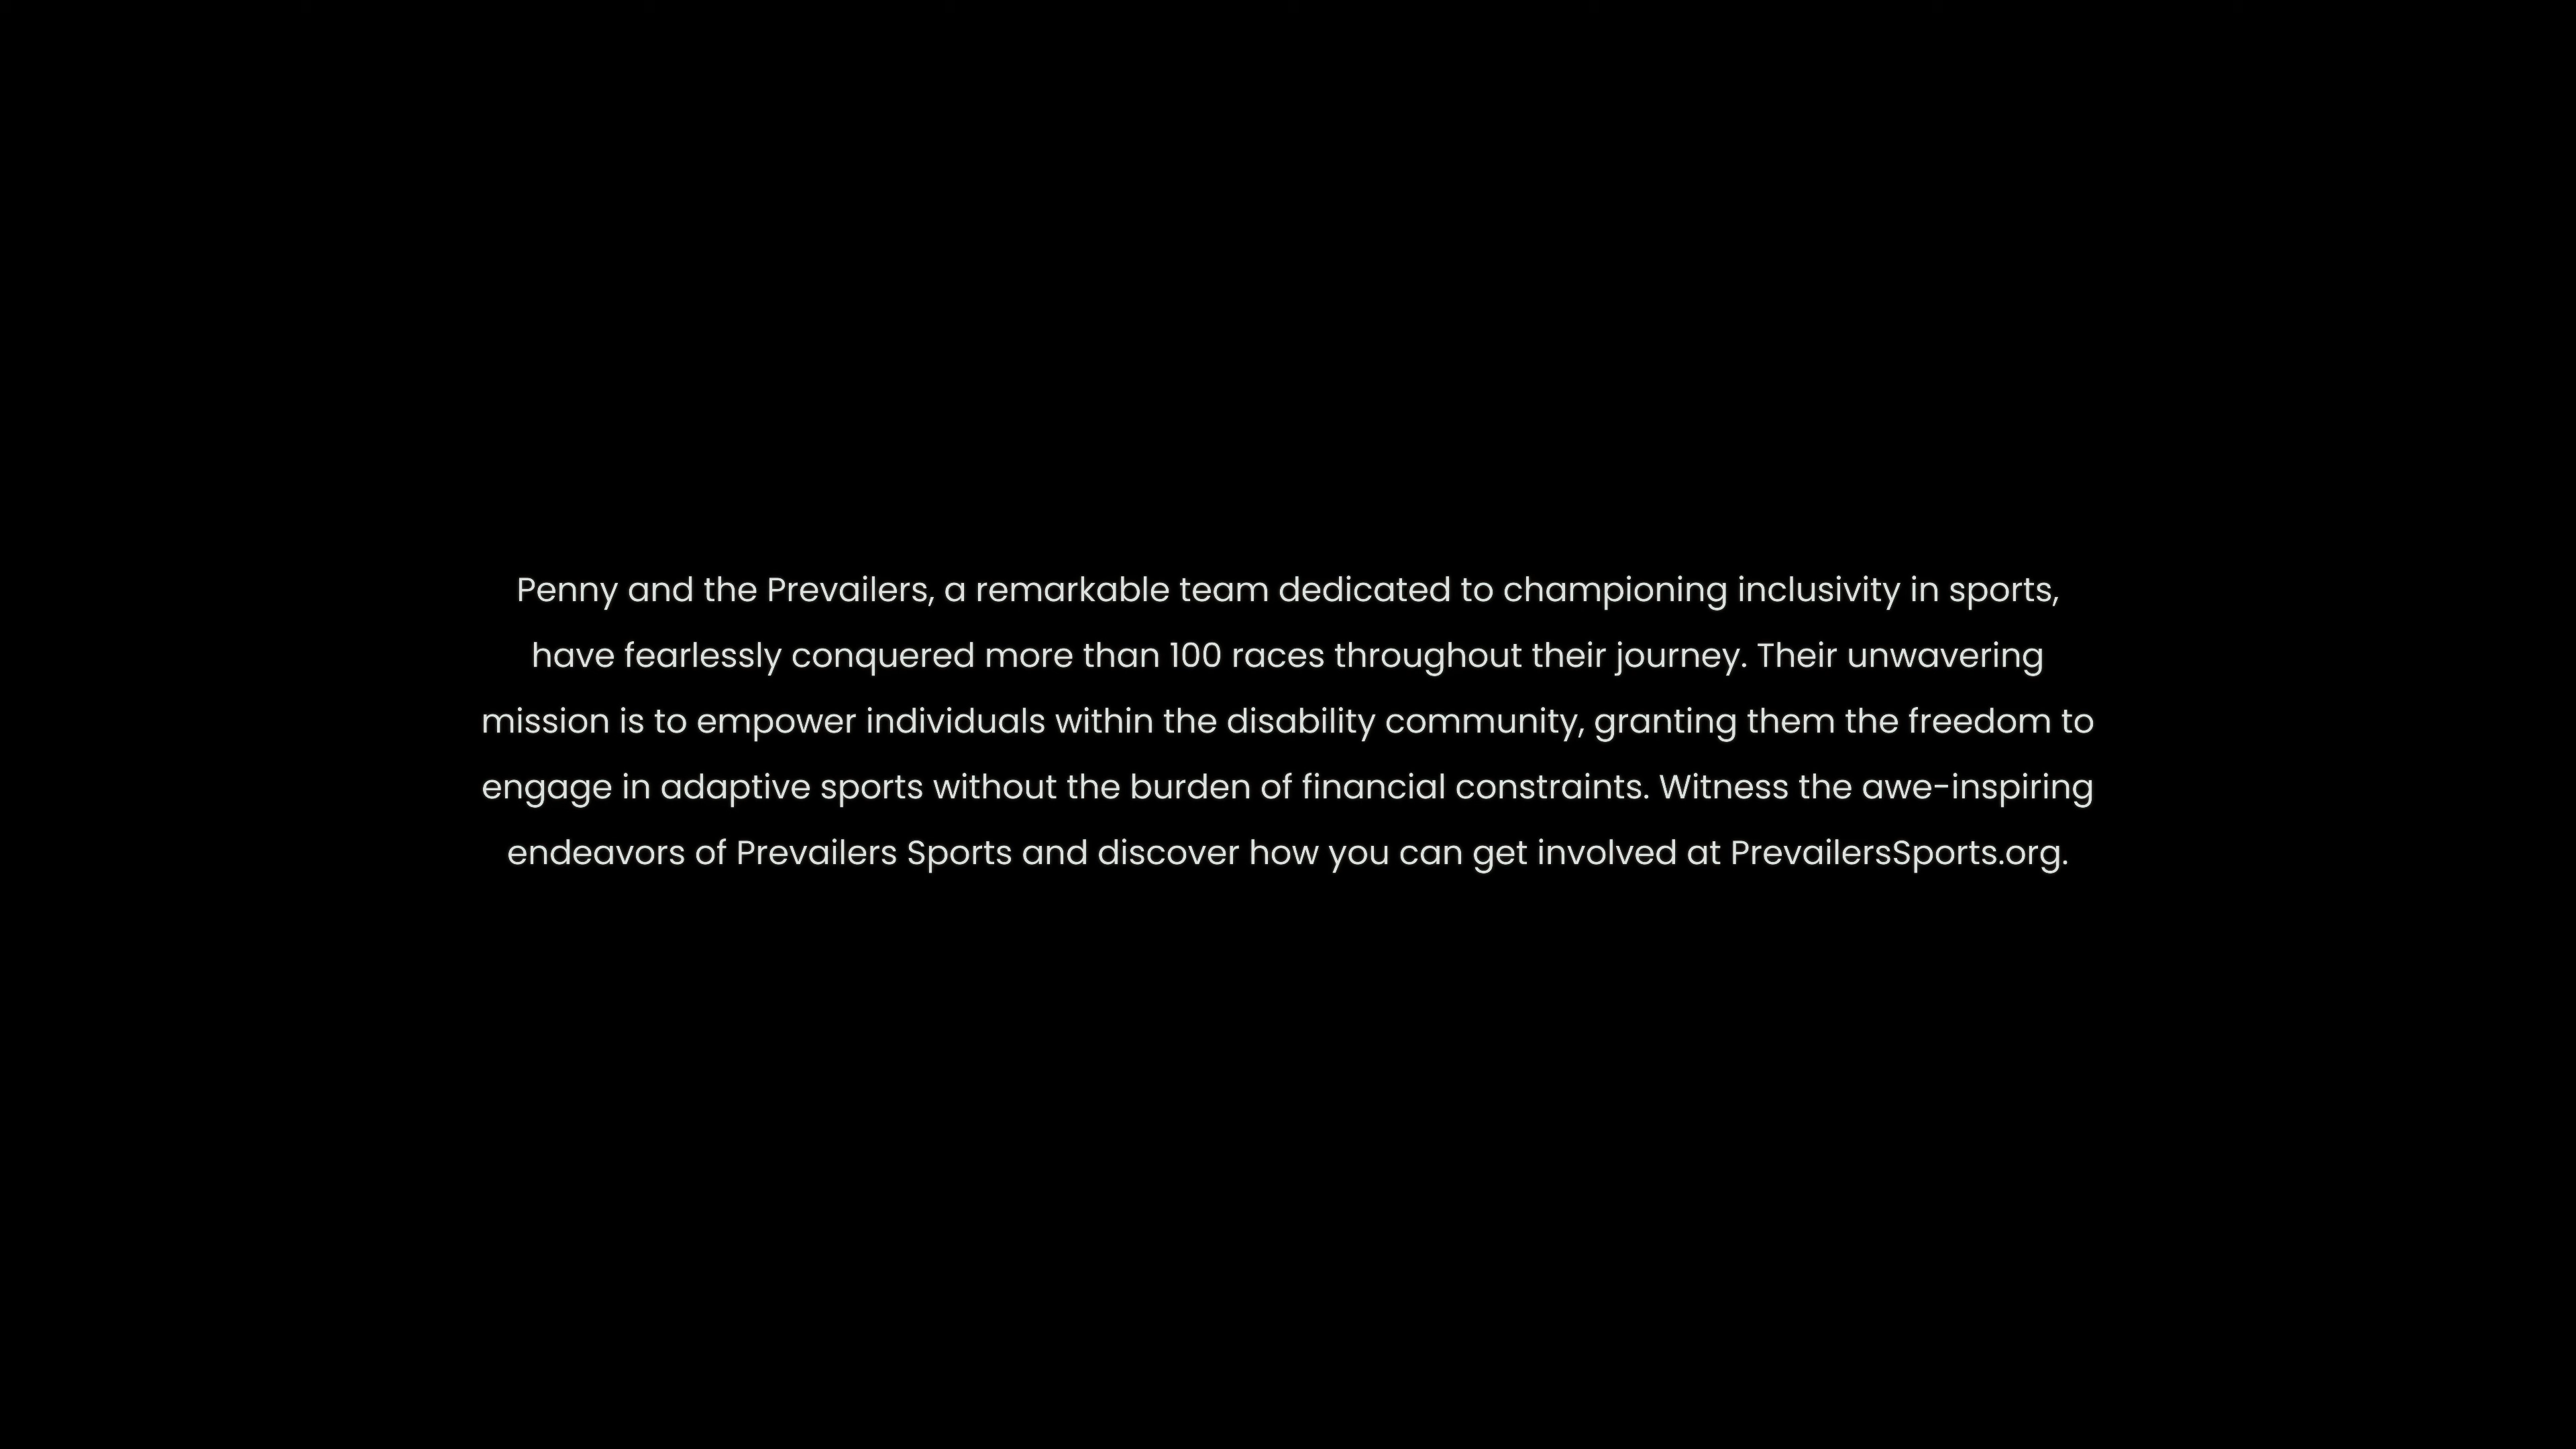 Penny and the Prevailers, a remarkable team dedicated to championing inclusivity in sports,
have fearlessly conquered more than 100 races throughout their journey. Their unwavering
mission is to empower individuals within the disability community, granting them the freedom to
engage in adaptive sports without the burden of financial constraints. Witness the awe-inspiring
endeavors of Prevailers Sports and discover how you can get involved at PrevailersSports.org.